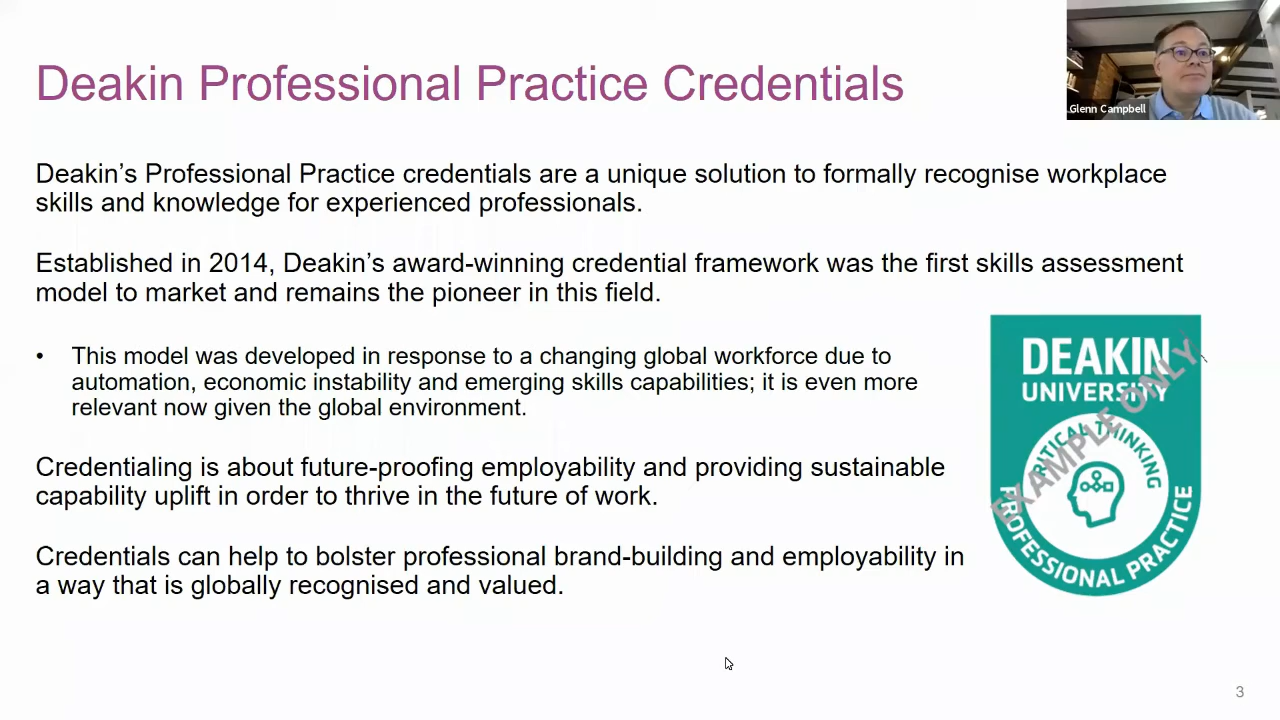 Deakin Professional Practice Credentials
Glenn Campbell
Deakin’s Professional Practice credentials are a unique solution to formally recognise workplace
skills and knowledge for experienced professionals.
Established in 2014, Deakin’s award-winning credential framework was the first skills assessment
model to market and remains the pioneer in this field.
• This model was developed in response to a changing global workforce due to
automation, economic instability and emerging skills capabilities; it is even more
relevant now given the global environment.
Credentialing is about future-proofing employability and providing sustainable
capability uplift in order to thrive in the future of work.
Credentials can help to bolster professional brand-building and employability in
a way that is globally recognised and valued.
DEAKIN
UNIVERSITY
CRITICAL THINKING
PROFESSIONAL PRACTICE
EXAMPLE ONLY
3